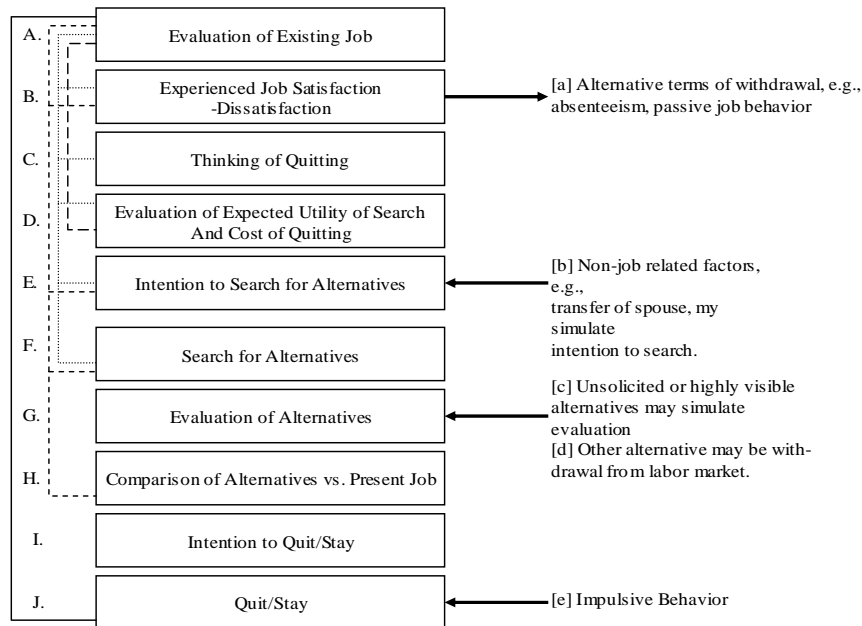 A.
Evaluation of Existing Job
B.
Experienced Job Satisfaction
-Dissatisfaction
[a] Alternative terms of withdrawal, e.g.,
absenteeism, passive job behavior
C.
Thinking of Quitting
D.
Evaluation of Expected Utility of Search
And Cost of Quitting
E.
Intention to Search for Alternatives
[b] Non-job related factors,
e.g.,
transfer of spouse, my
simulate
intention to search.
F.
Search for Alternatives
G.
Evaluation of Alternatives
[c] Unsolicited or highly visible
alternatives may simulate
evaluation
[d] Other alternative may be with-
drawal from labor market.
H.
Comparison of Alternatives vs. Present Job
I.
Intention to Quit/Stay
J.
Quit/Stay
[e] Impulsive Behavior